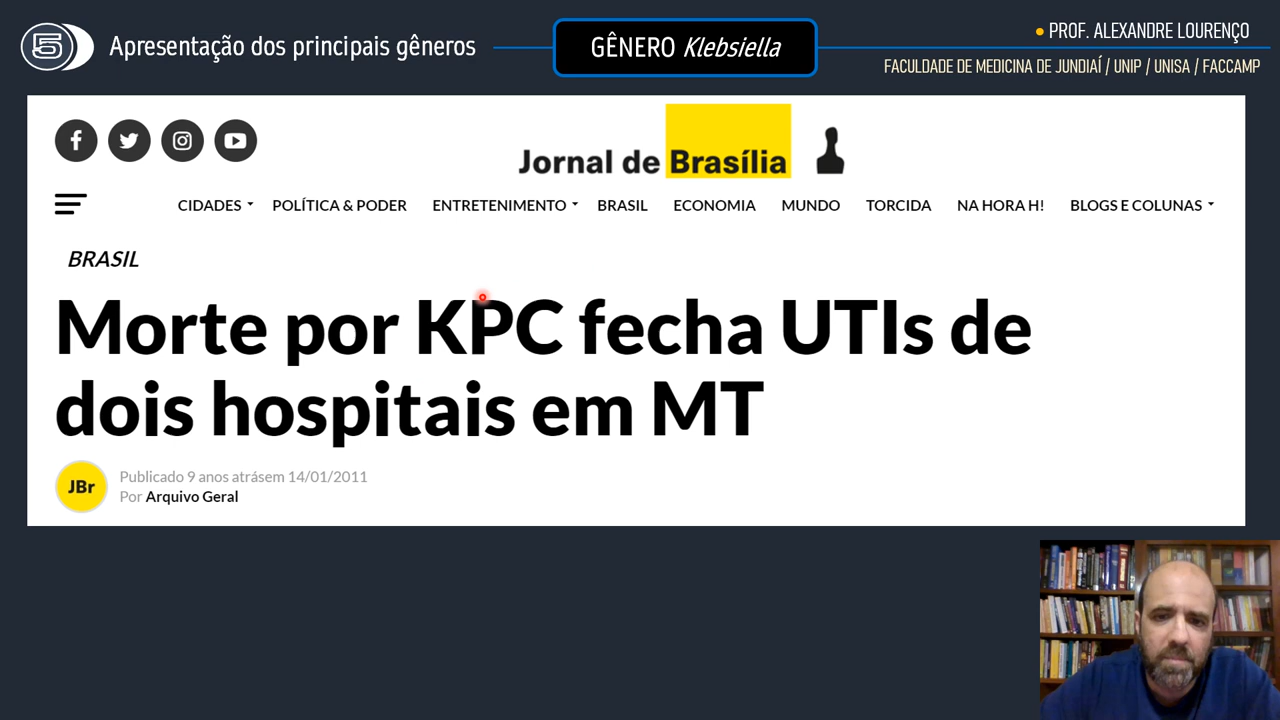 5 Apresentação dos principais gêneros
GÊNERO Klebsiella
PROF. ALEXANDRE LOURENÇO
FACULDADE DE MEDICINA DE JUNDIAÍ / UNIP / UNISA / FACCAMP
Jornal de Brasília
CIDADES POLÍTICA & PODER ENTRETENIMENTO BRASIL ECONOMIA MUNDO TORCIDA NA HORA H! BLOGS E COLUNAS
BRASIL
Morte por KPC fecha UTIs de
dois hospitais em MT
JBr
Publicado 9 anos atrásem 14/01/2011
Por Arquivo Geral